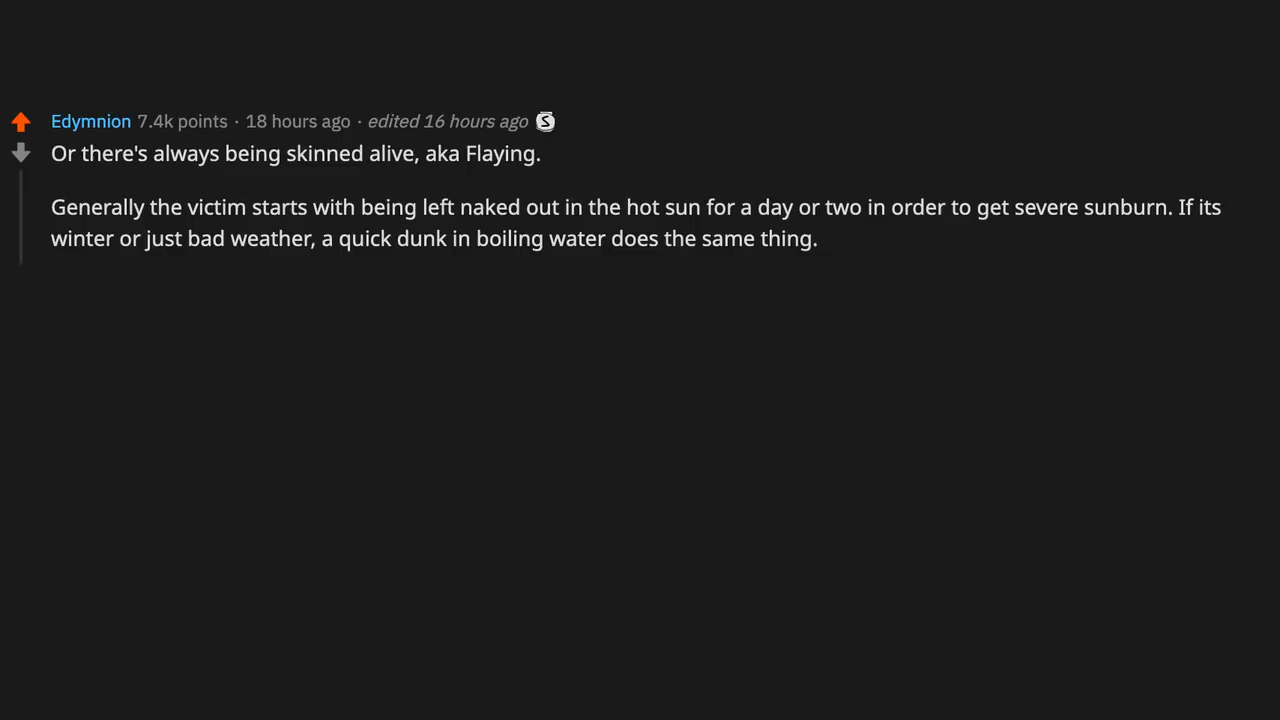 Edymnion 7.4k points · 18 hours ago · edited 16 hours ago S
Or there's always being skinned alive, aka Flaying.
Generally the victim starts with being left naked out in the hot sun for a day or two in order to get severe sunburn. If its
winter or just bad weather, a quick dunk in boiling water does the same thing.